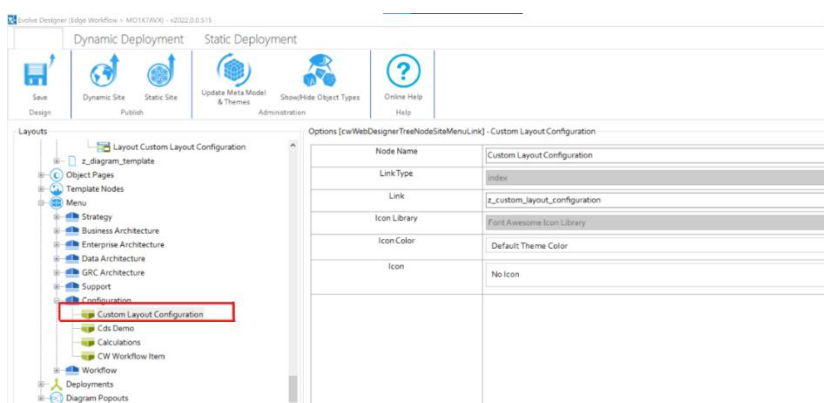 Evolve Designer (Edge Workflow > MO1X7AVX) - v2022.0.0.515
Dynamic Deployment Static Deployment
Save Dynamic Site Static Site Update Meta Model & Themes Show/Hide Object Types Online Help
Design Publish Administration Help
Layouts
Layout Custom Layout Configuration
z_diagram_template
Object Pages
Template Nodes
Menu
Strategy
Business Architecture
Enterprise Architecture
Data Architecture
GRC Architecture
Support
Configuration
Custom Layout Configuration
Cds Demo
Calculations
CW Workflow Item
Workflow
Deployments
Diagram Popouts
Options [cwWebDesignerTreeNodeSiteMenuLink] - Custom Layout Configuration
Node Name Custom Layout Configuration
Link Type index
Link z_custom_layout_configuration
Icon Library Font Awesome Icon Library
Icon Color Default Theme Color
Icon No Icon